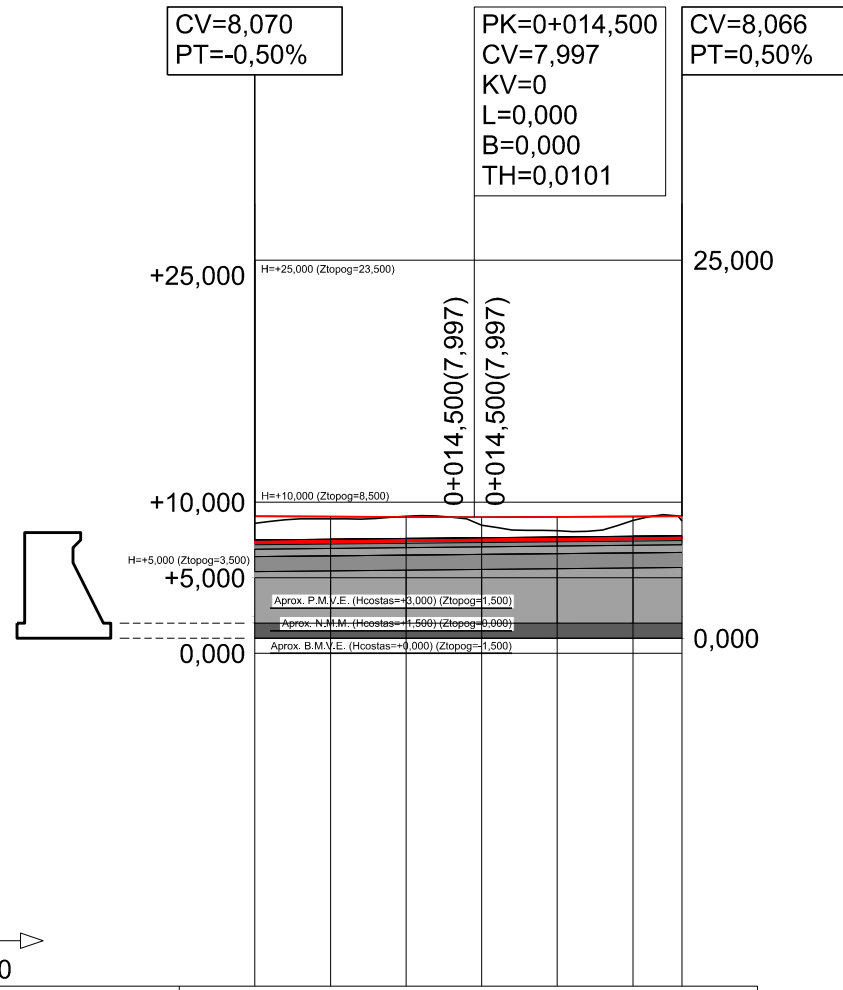 CV=8,070
PT=-0,50%
PK=0+014,500
CV=7,997
KV=0
L=0,000
B=0,000
TH=0,0101
CV=8,066
PT=0,50%
+25,000
H=+25,000 (Ztopog=23,500)
25,000
0+014,500(7,997)
0+014,500(7,997)
+10,000
H=+10,000 (Ztopog=8,500)
H=+5,000 (Ztopog=3,500)
+5,000
Aprox. P.M.V.E. (Hcostas=+3,000) (Ztopog=1,500)
Aprox. N.M.M. (Hcostas=+1,500) (Ztopog=0,000)
0,000
Aprox. B.M.V.E. (Hcostas=+0,000) (Ztopog=-1,500)
0,000
0